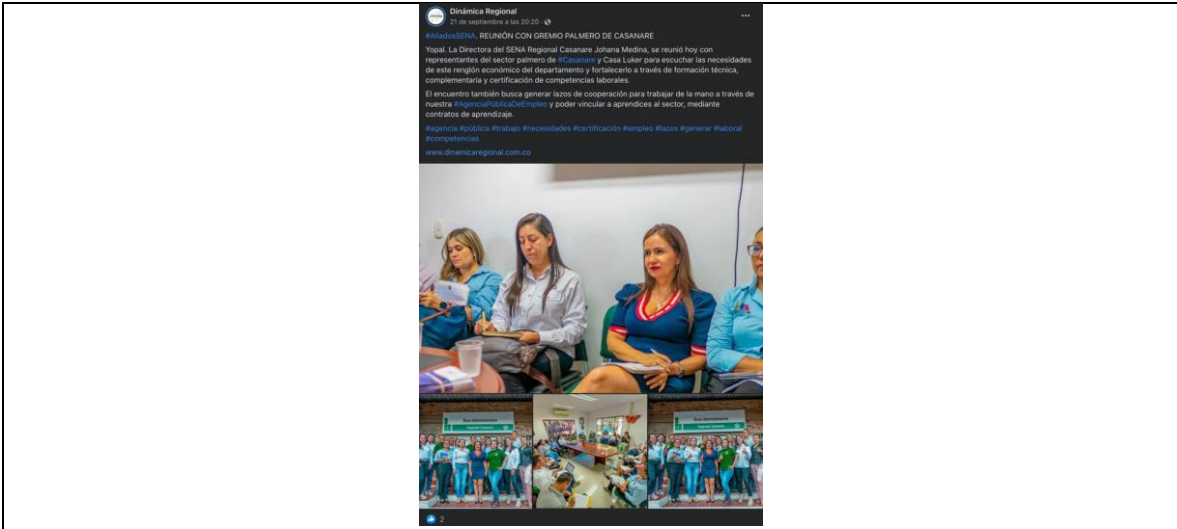 Dinámica Regional
21 de septiembre a las 20:20 ·
#AliadosSENA. REUNIÓN CON GREMIO PALMERO DE CASANARE
Yopal. La Directora del SENA Regional Casanare Johana Medina, se reunió hoy con
representantes del sector palmero de #Casanare y Casa Luker para escuchar las necesidades
de este renglón económico del departamento y fortalecerlo a través de formación técnica,
complementaria y certificación de competencias laborales.
El encuentro también busca generar lazos de cooperación para trabajar de la mano a través de
nuestra #AgenciaPúblicaDeEmpleo y poder vincular a aprendices al sector, mediante
contratos de aprendizaje.
#agencia #pública #trabajo #necesidades #certificación #empleo #lazos #generar #laboral
#competencias
www.dinamicaregional.com.co
Regional Casanare
Regional Casanare
2